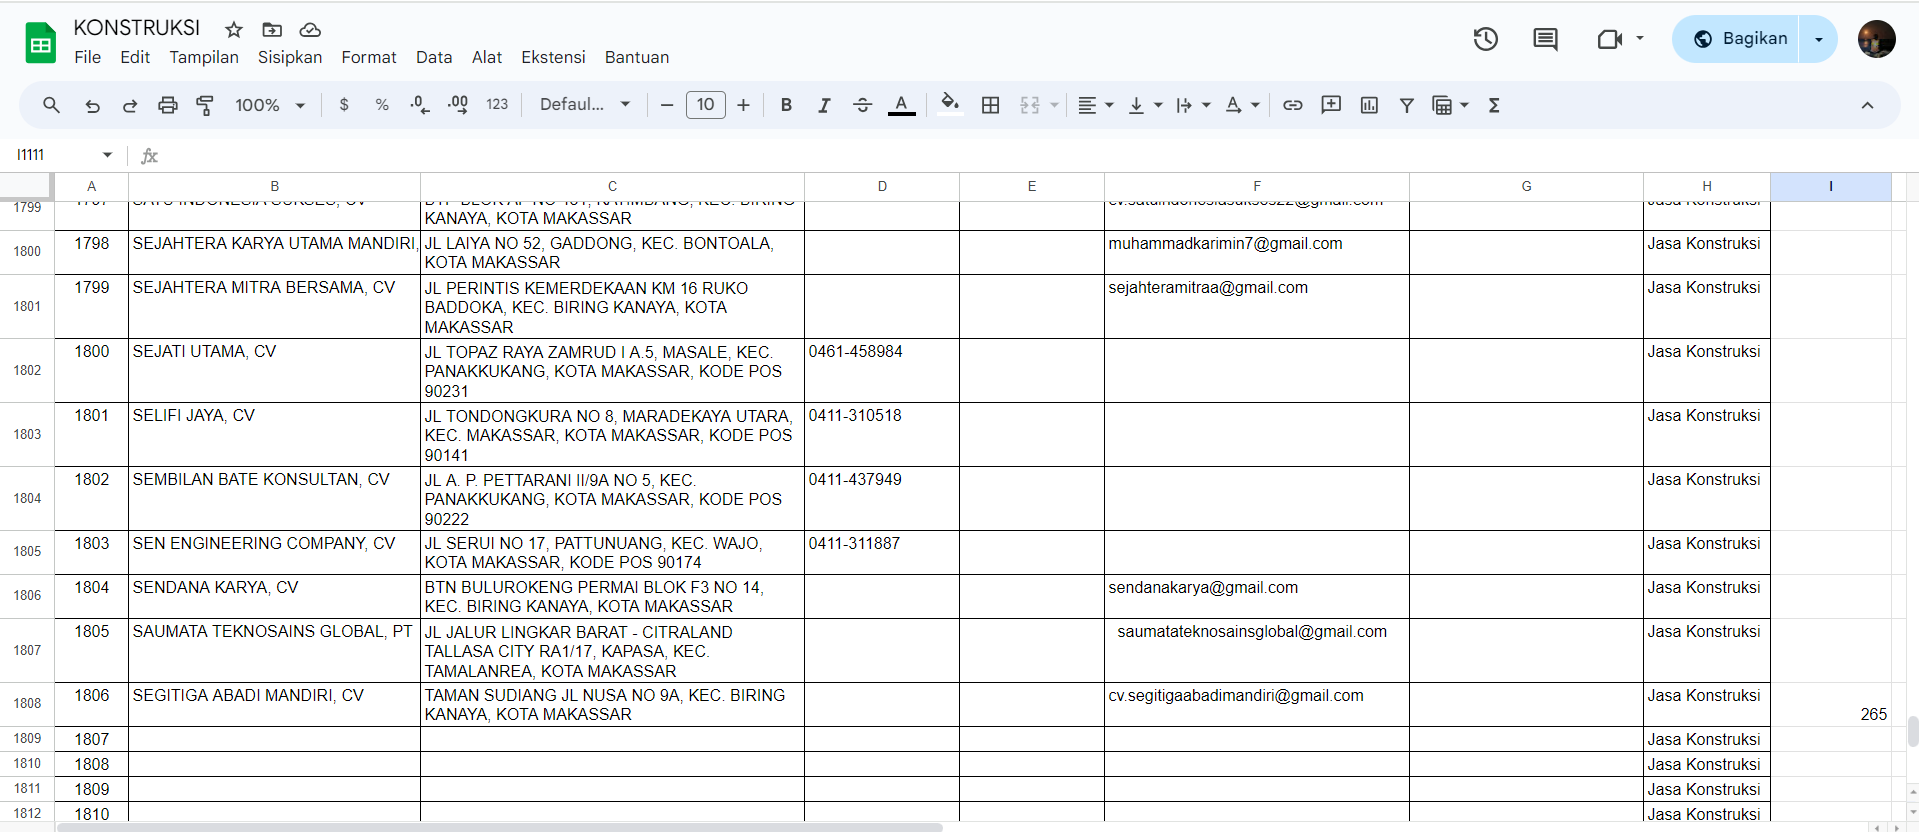 KONSTRUKSI
File Edit Tampilan Sisipkan Format Data Alat Ekstensi Bantuan
Bagikan
100% $ % .0 .00 123 Defaul... 10 B I A Σ
I1111 fx
A B C D E F G H I
1799 KANAYA, KOTA MAKASSAR
1800 1798 SEJAHTERA KARYA UTAMA MANDIRI, JL LAIYA NO 52, GADDONG, KEC. BONTOALA, muhammadkarimin7@gmail.com Jasa Konstruksi
KOTA MAKASSAR
1801 1799 SEJAHTERA MITRA BERSAMA, CV JL PERINTIS KEMERDEKAAN KM 16 RUKO sejahteramitraa@gmail.com Jasa Konstruksi
BADDOKA, KEC. BIRING KANAYA, KOTA
MAKASSAR
1802 1800 SEJATI UTAMA, CV JL TOPAZ RAYA ZAMRUD I A.5, MASALE, KEC. 0461-458984 Jasa Konstruksi
PANAKKUKANG, KOTA MAKASSAR, KODE POS
90231
1803 1801 SELIFI JAYA, CV JL TONDONGKURA NO 8, MARADEKAYA UTARA, 0411-310518 Jasa Konstruksi
KEC. MAKASSAR, KOTA MAKASSAR, KODE POS
90141
1804 1802 SEMBILAN BATE KONSULTAN, CV JL A. P. PETTARANI II/9A NO 5, KEC. 0411-437949 Jasa Konstruksi
PANAKKUKANG, KOTA MAKASSAR, KODE POS
90222
1805 1803 SEN ENGINEERING COMPANY, CV JL SERUI NO 17, PATTUNUANG, KEC. WAJO, 0411-311887 Jasa Konstruksi
KOTA MAKASSAR, KODE POS 90174
1806 1804 SENDANA KARYA, CV BTN BULUROKENG PERMAI BLOK F3 NO 14, sendanakarya@gmail.com Jasa Konstruksi
KEC. BIRING KANAYA, KOTA MAKASSAR
1807 1805 SAUMATA TEKNOSAINS GLOBAL, PT JL JALUR LINGKAR BARAT - CITRALAND saumatateknosainsglobal@gmail.com Jasa Konstruksi
TALLASA CITY RA1/17, KAPASA, KEC.
TAMALANREA, KOTA MAKASSAR
1808 1806 SEGITIGA ABADI MANDIRI, CV TAMAN SUDIANG JL NUSA NO 9A, KEC. BIRING cv.segitigaabadimandiri@gmail.com Jasa Konstruksi
KANAYA, KOTA MAKASSAR 265
1809 1807 Jasa Konstruksi
1810 1808 Jasa Konstruksi
1811 1809 Jasa Konstruksi
1812 1810 Jasa Konstruksi